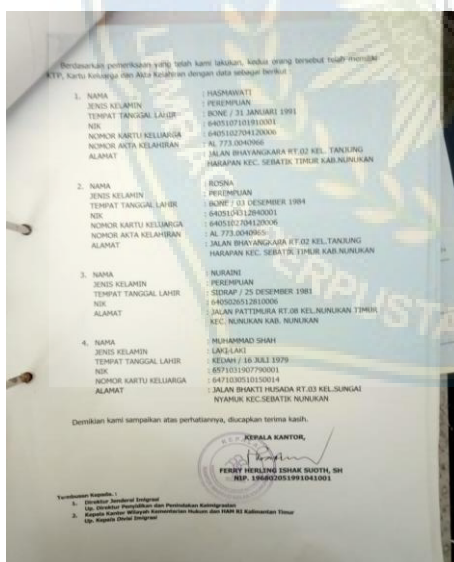 Berdasarkan pemeriksaan yang telah kami lakukan, kedua orang tersebut telah memiliki
KTP, Kartu Keluarga dan Akta Kelahiran dengan data sebagai berikut :
1. NAMA : HASMAWATI
JENIS KELAMIN : PEREMPUAN
TEMPAT TANGGAL LAHIR : BONE / 31 JANUARI 1991
NIK : 6405107101910001
NOMOR KARTU KELUARGA : 6405102704120006
NOMOR AKTA KELAHIRAN : AL 773.0040966
ALAMAT : JALAN BHAYANGKARA RT.02 KEL. TANJUNG
HARAPAN KEC. SEBATIK TIMUR KAB.NUNUKAN
2. NAMA : ROSNA
JENIS KELAMIN : PEREMPUAN
TEMPAT TANGGAL LAHIR : BONE / 03 DESEMBER 1984
NIK : 6405104312840001
NOMOR KARTU KELUARGA : 6405102704120006
NOMOR AKTA KELAHIRAN : AL 773.0040965
ALAMAT : JALAN BHAYANGKARA RT.02 KEL. TANJUNG
HARAPAN KEC. SEBATIK TIMUR KAB.NUNUKAN
3. NAMA : NURAINI
JENIS KELAMIN : PEREMPUAN
TEMPAT TANGGAL LAHIR : SIDRAP / 25 DESEMBER 1981
NIK : 6405026512810006
ALAMAT : JALAN PATTIMURA RT.08 KEL.NUNUKAN TIMUR
KEC. NUNUKAN KAB. NUNUKAN
4. NAMA : MUHAMMAD SHAH
JENIS KELAMIN : LAKI-LAKI
TEMPAT TANGGAL LAHIR : KEDAH / 16 JULI 1979
NIK : 6571031907790001
NOMOR KARTU KELUARGA : 6471030510150014
ALAMAT : JALAN BHAKTI HUSADA RT.03 KEL.SUNGAI
NYAMUK KEC.SEBATIK NUNUKAN
Demikian kami sampaikan atas perhatiannya, diucapkan terima kasih.
KEPALA KANTOR,
FERRY HERLING ISHAK SUOTH, SH
NIP. 196802051991041001
Tembusan Kepada. :
1. Direktur Jenderal Imigrasi
Up. Direktur Penyidikan dan Penindakan Keimigrasian
2. Kepala Kantor Wilayah Kementerian Hukum dan HAM RI Kalimantan Timur
Up. Kepala Divisi Imigrasi